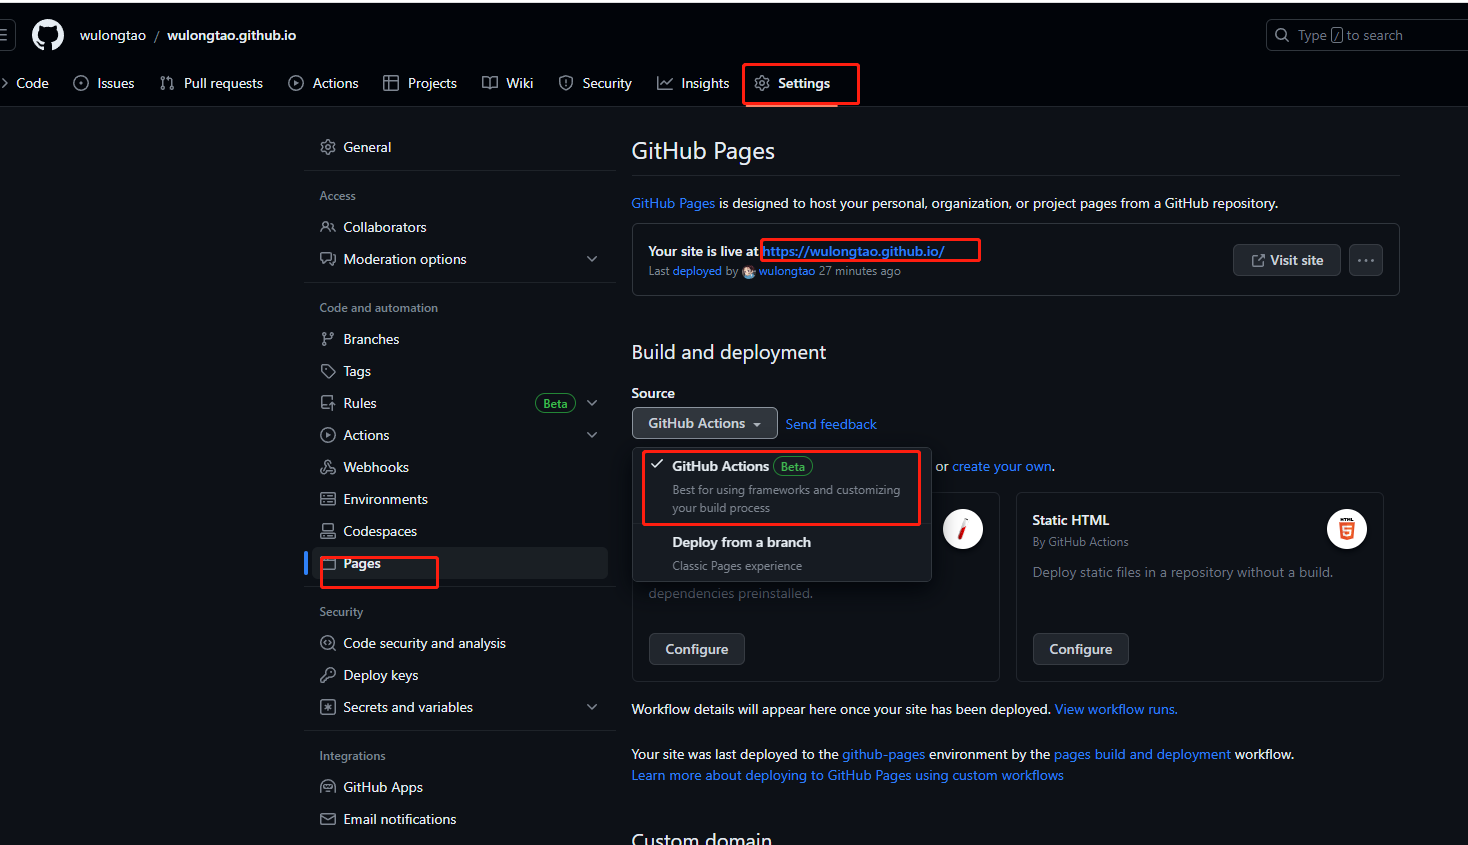 wulongtao / wulongtao.github.io
Type / to search
Code Issues Pull requests Actions Projects Wiki Security Insights Settings
General
Access
Collaborators
Moderation options
Code and automation
Branches
Tags
Rules Beta
Actions
Webhooks
Environments
Codespaces
Pages
Security
Code security and analysis
Deploy keys
Secrets and variables
Integrations
GitHub Apps
Email notifications
GitHub Pages
GitHub Pages is designed to host your personal, organization, or project pages from a GitHub repository.
Your site is live at https://wulongtao.github.io/
Last deployed by wulongtao 27 minutes ago
Visit site
Build and deployment
Source
GitHub Actions Send feedback
GitHub Actions Beta
Best for using frameworks and customizing
your build process
Deploy from a branch
Classic Pages experience
or create your own.
dependencies preinstalled.
Configure
Static HTML
By GitHub Actions
HTML
5
Deploy static files in a repository without a build.
Configure
Workflow details will appear here once your site has been deployed. View workflow runs.
Your site was last deployed to the github-pages environment by the pages build and deployment workflow.
Learn more about deploying to GitHub Pages using custom workflows
Custom domain